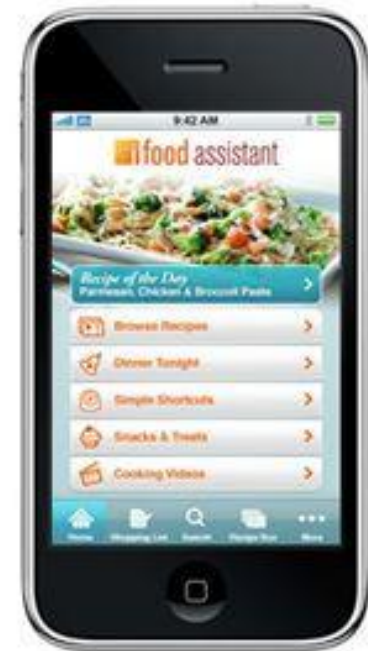 9:42 AM
ifood assistant
Recipe of the Day
Parmesan, Chicken & Broccoli Pasta
Browse Recipes
Dinner Tonight
Simple Shortcuts
Snacks & Treats
Cooking Videos
Home Shopping List Search Recipe Box More